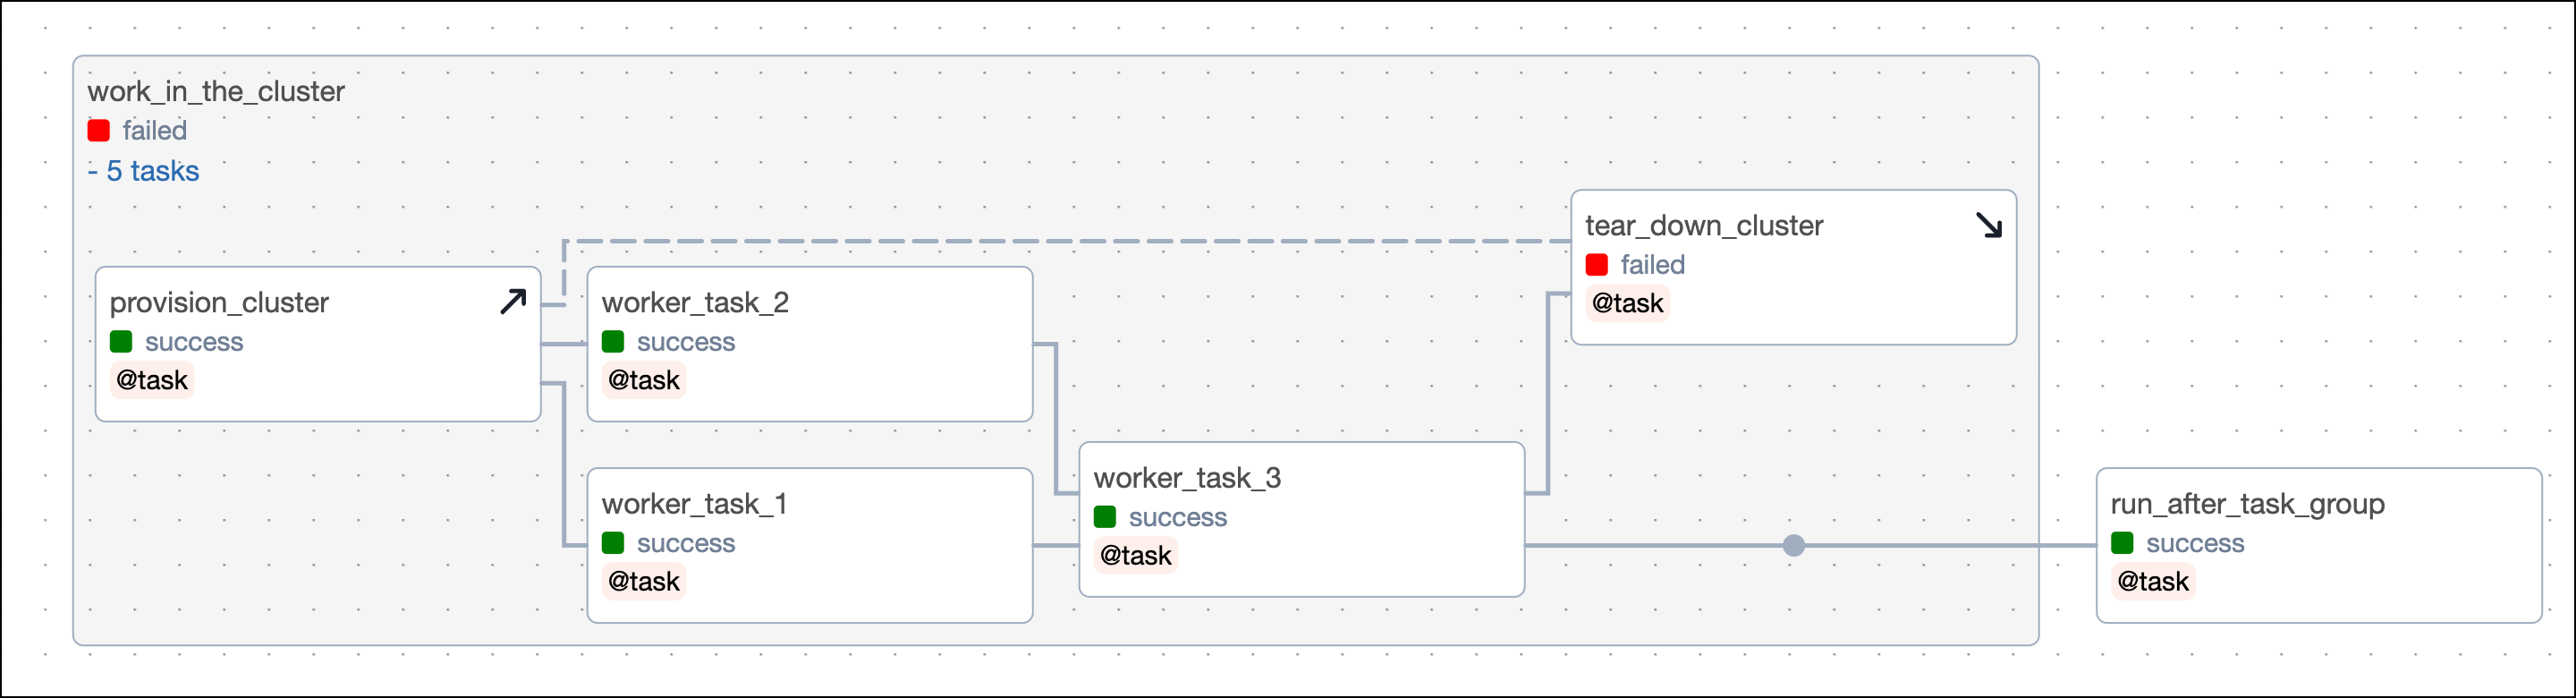 work_in_the_cluster
failed
- 5 tasks
provision_cluster
success
@task
worker_task_2
success
@task
worker_task_1
success
@task
worker_task_3
success
@task
tear_down_cluster
failed
@task
run_after_task_group
success
@task